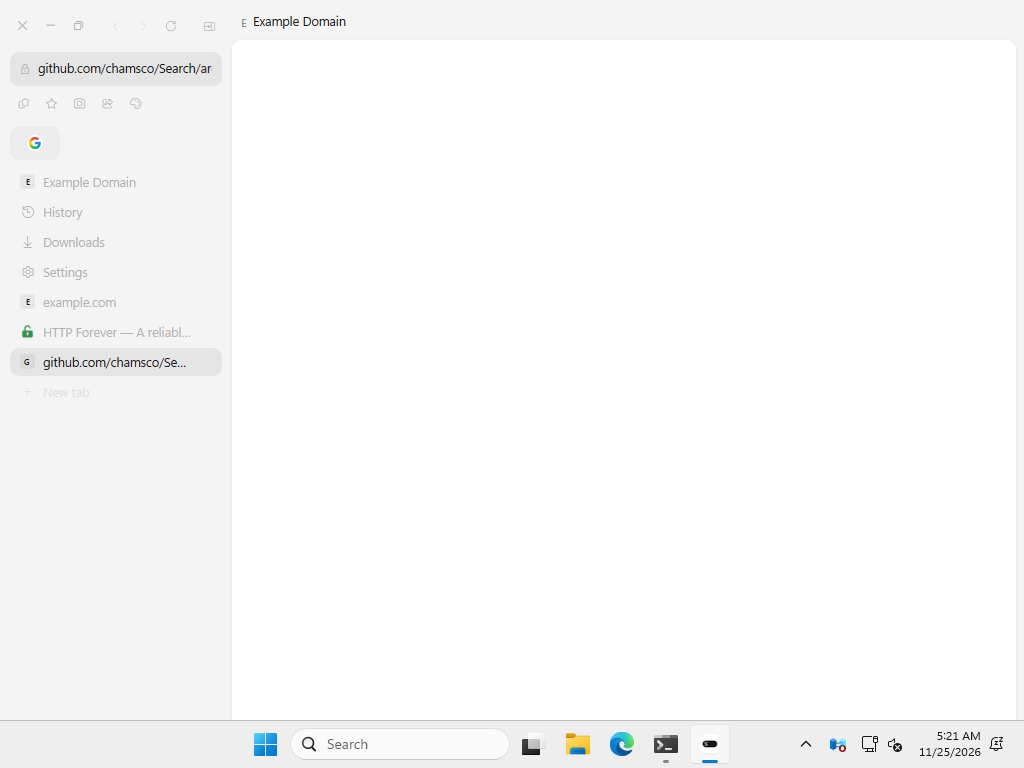 E Example Domain
github.com/chamsco/Search/ar
E Example Domain
History
Downloads
Settings
E example.com
HTTP Forever — A reliabl...
G github.com/chamsco/Se...
New tab
Search
5:21 AM
11/25/2026